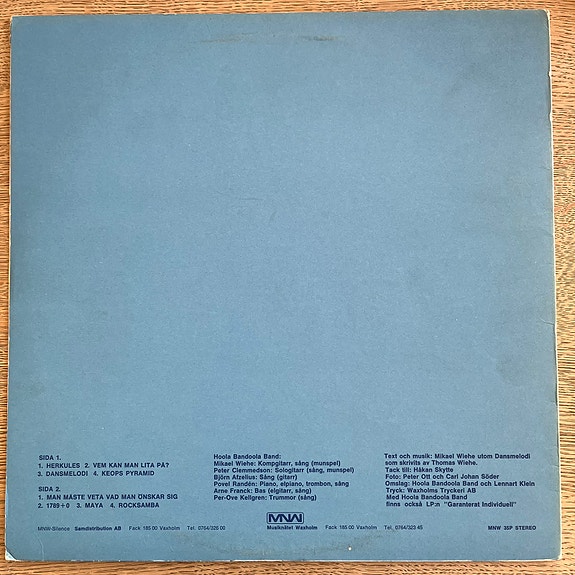 SIDA 1.
1. HERKULES 2. VEM KAN MAN LITA PÅ?
3. DANSMELODI 4. KEOPS PYRAMID
SIDA 2.
1. MAN MÅSTE VETA VAD MAN ÖNSKAR SIG
2. 1789÷0 3. MAYA 4. ROCKSAMBA
Hoola Bandoola Band:
Mikael Wiehe: Kompgitarr, sång (munspel)
Peter Clemmedson: Sologitarr (sång, munspel)
Björn Afzelius: Sång (gitarr)
Povel Randén: Piano, elpiano, trombon, sång
Arne Franck: Bas (elgitarr, sång)
Per-Ove Kellgren: Trummor (sång)
Text och musik: Mikael Wiehe utom Dansmelodi
som skrivits av Thomas Wiehe.
Tack till: Håkan Skytte
Foto: Peter Ott och Carl Johan Söder
Omslag: Hoola Bandoola Band och Lennart Klein
Tryck: Waxholms Tryckeri AB
Med Hoola Bandoola Band
finns också LP:n "Garanterat Individuell"
MNW-Silence Samdistribution AB Fack 185 00 Vaxholm Tel. 0764/326 00
MNW
Musiknätet Waxholm Fack 185 00 Vaxholm Tel. 0764/323 45
MNW 35P STEREO